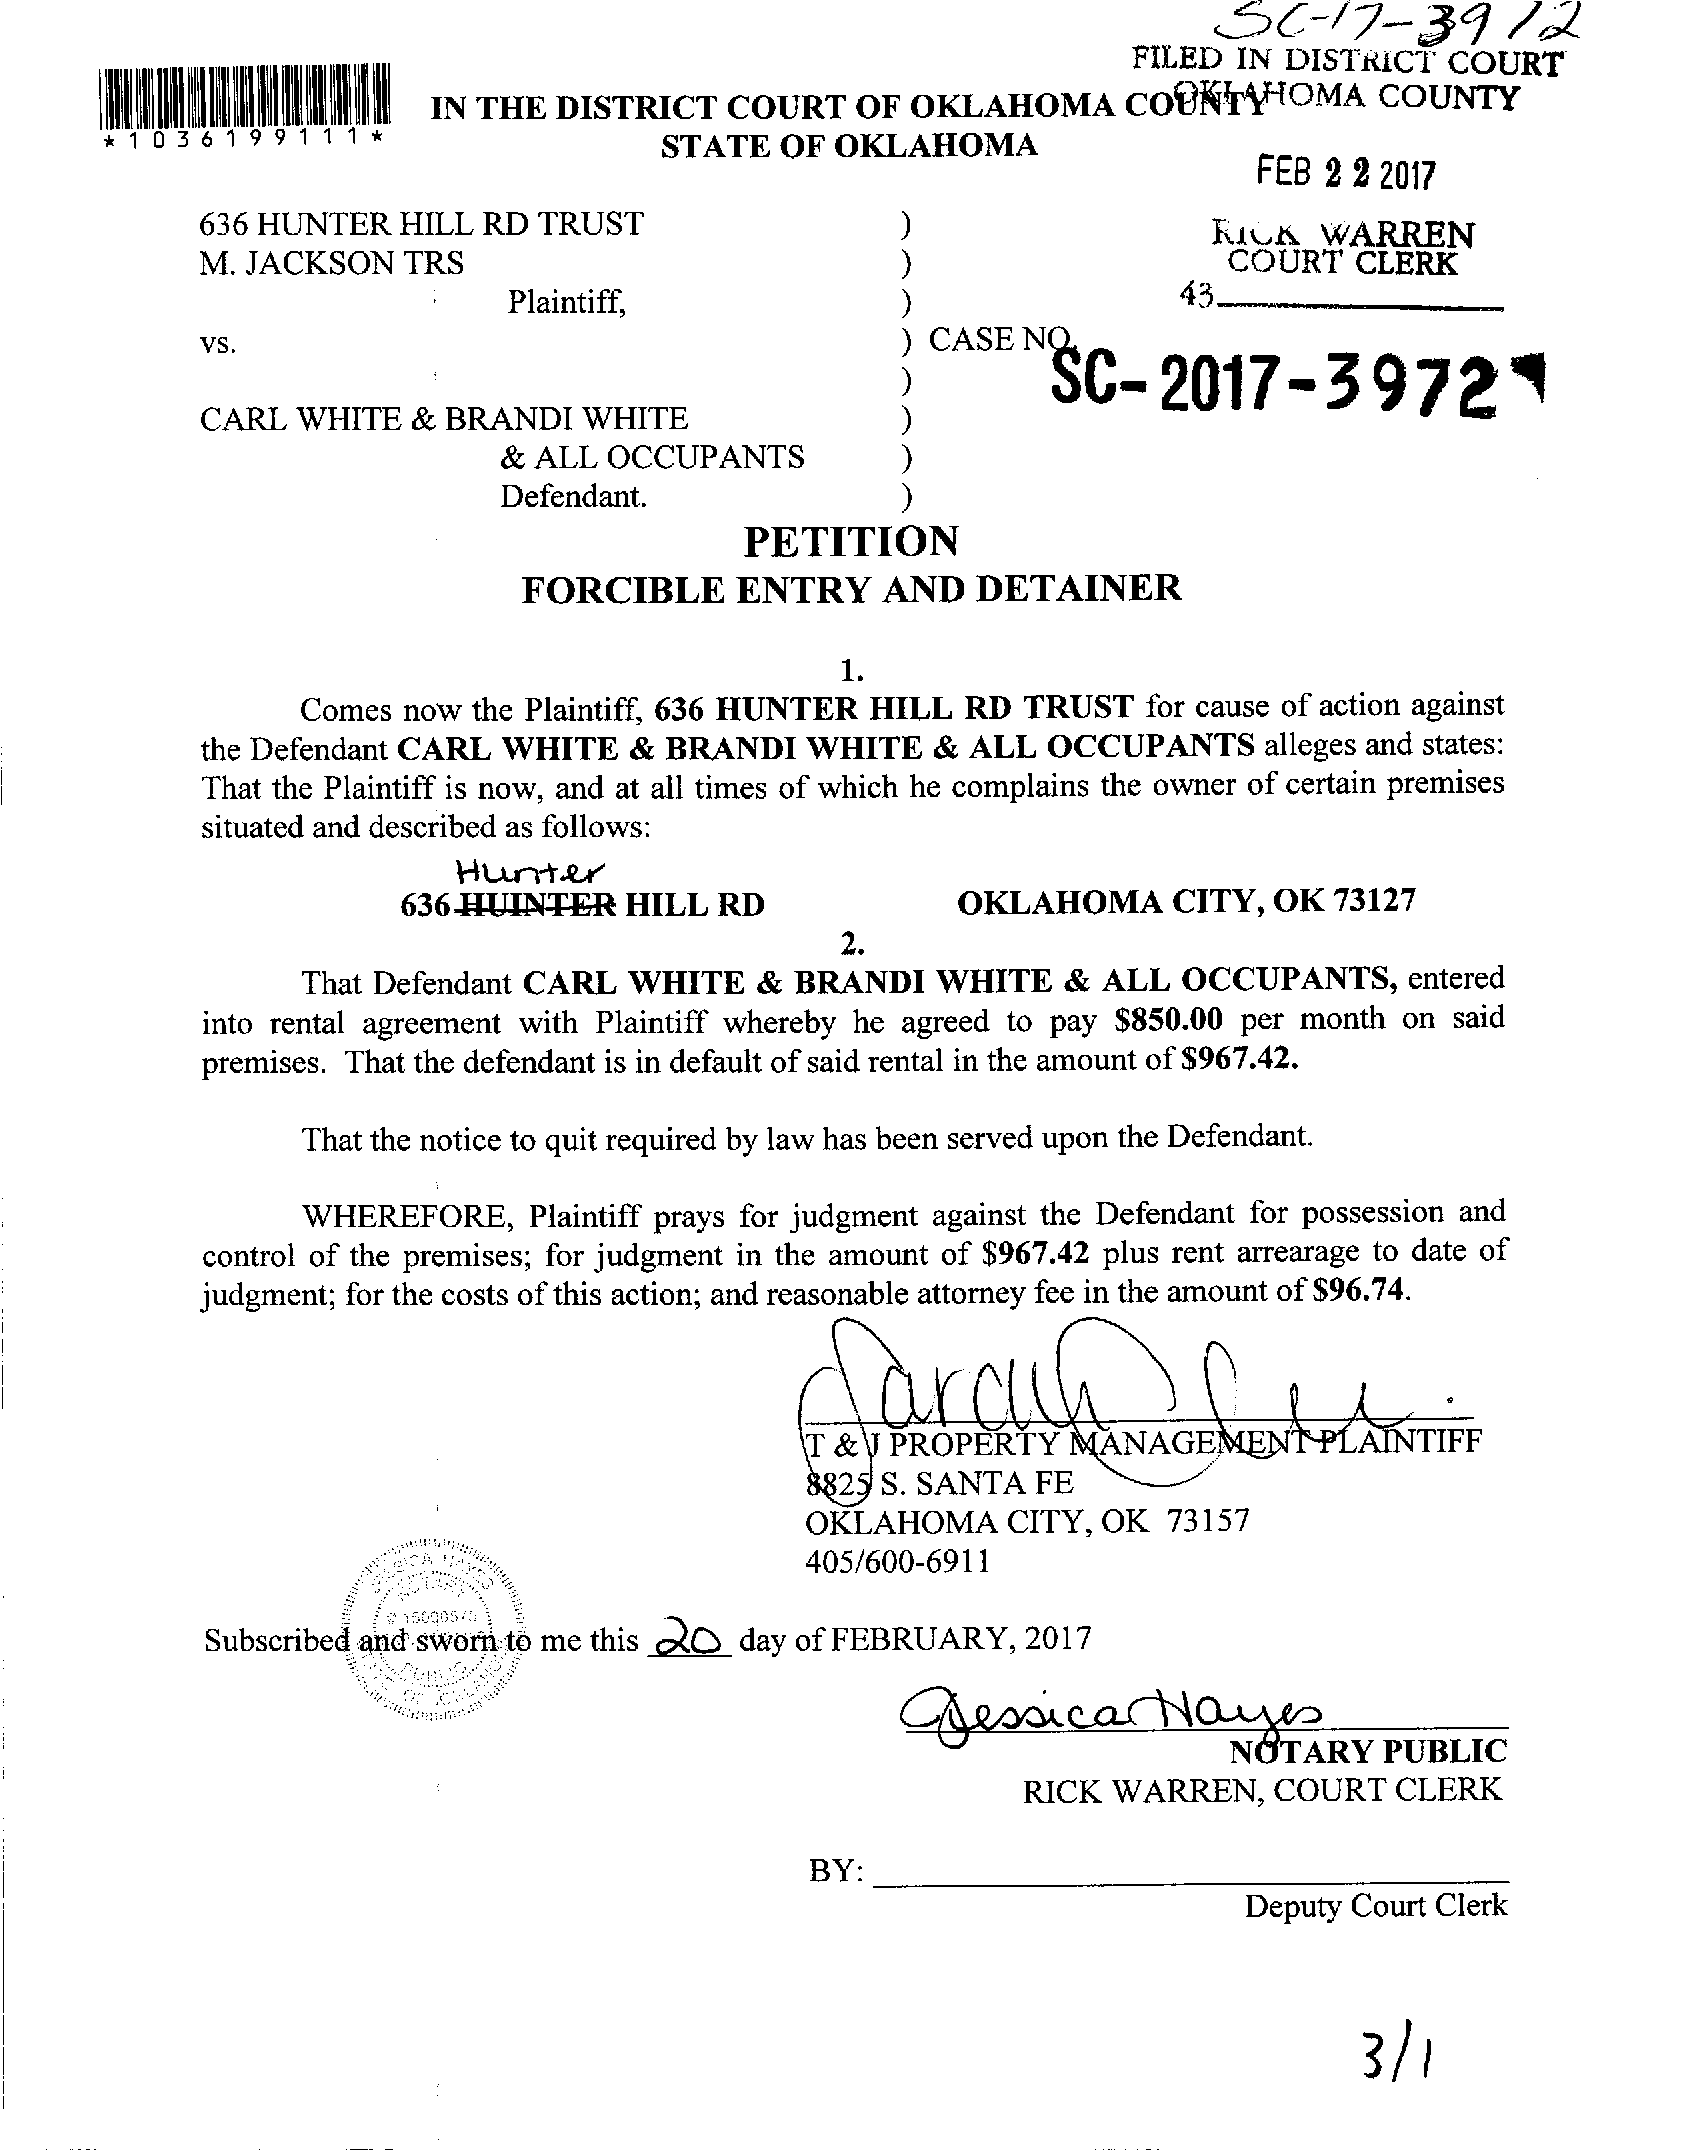 SC-17-3972
FILED IN DISTRICT COURT
OKLAHOMA COUNTY
*1036199111*
IN THE DISTRICT COURT OF OKLAHOMA COUNTY
STATE OF OKLAHOMA
FEB 22 2017
636 HUNTER HILL RD TRUST )
M. JACKSON TRS )
RICK WARREN
COURT CLERK
Plaintiff, )
43
vs. ) CASE NO.
SC-2017-3972
)
CARL WHITE & BRANDI WHITE )
& ALL OCCUPANTS )
Defendant. )
PETITION
FORCIBLE ENTRY AND DETAINER
1.
Comes now the Plaintiff, 636 HUNTER HILL RD TRUST for cause of action against
the Defendant CARL WHITE & BRANDI WHITE & ALL OCCUPANTS alleges and states:
That the Plaintiff is now, and at all times of which he complains the owner of certain premises
situated and described as follows:
Hunter
636 HUINTER HILL RD OKLAHOMA CITY, OK 73127
2.
That Defendant CARL WHITE & BRANDI WHITE & ALL OCCUPANTS, entered
into rental agreement with Plaintiff whereby he agreed to pay $850.00 per month on said
premises. That the defendant is in default of said rental in the amount of $967.42.
That the notice to quit required by law has been served upon the Defendant.
WHEREFORE, Plaintiff prays for judgment against the Defendant for possession and
control of the premises; for judgment in the amount of $967.42 plus rent arrearage to date of
judgment; for the costs of this action; and reasonable attorney fee in the amount of $96.74.
Sarah
T & J PROPERTY MANAGEMENT-PLAINTIFF
8825 S. SANTA FE
OKLAHOMA CITY, OK 73157
405/600-6911
Subscribed and sworn to me this 20 day of FEBRUARY, 2017
Jessica Hayes
NOTARY PUBLIC
RICK WARREN, COURT CLERK
BY:
Deputy Court Clerk
3/1